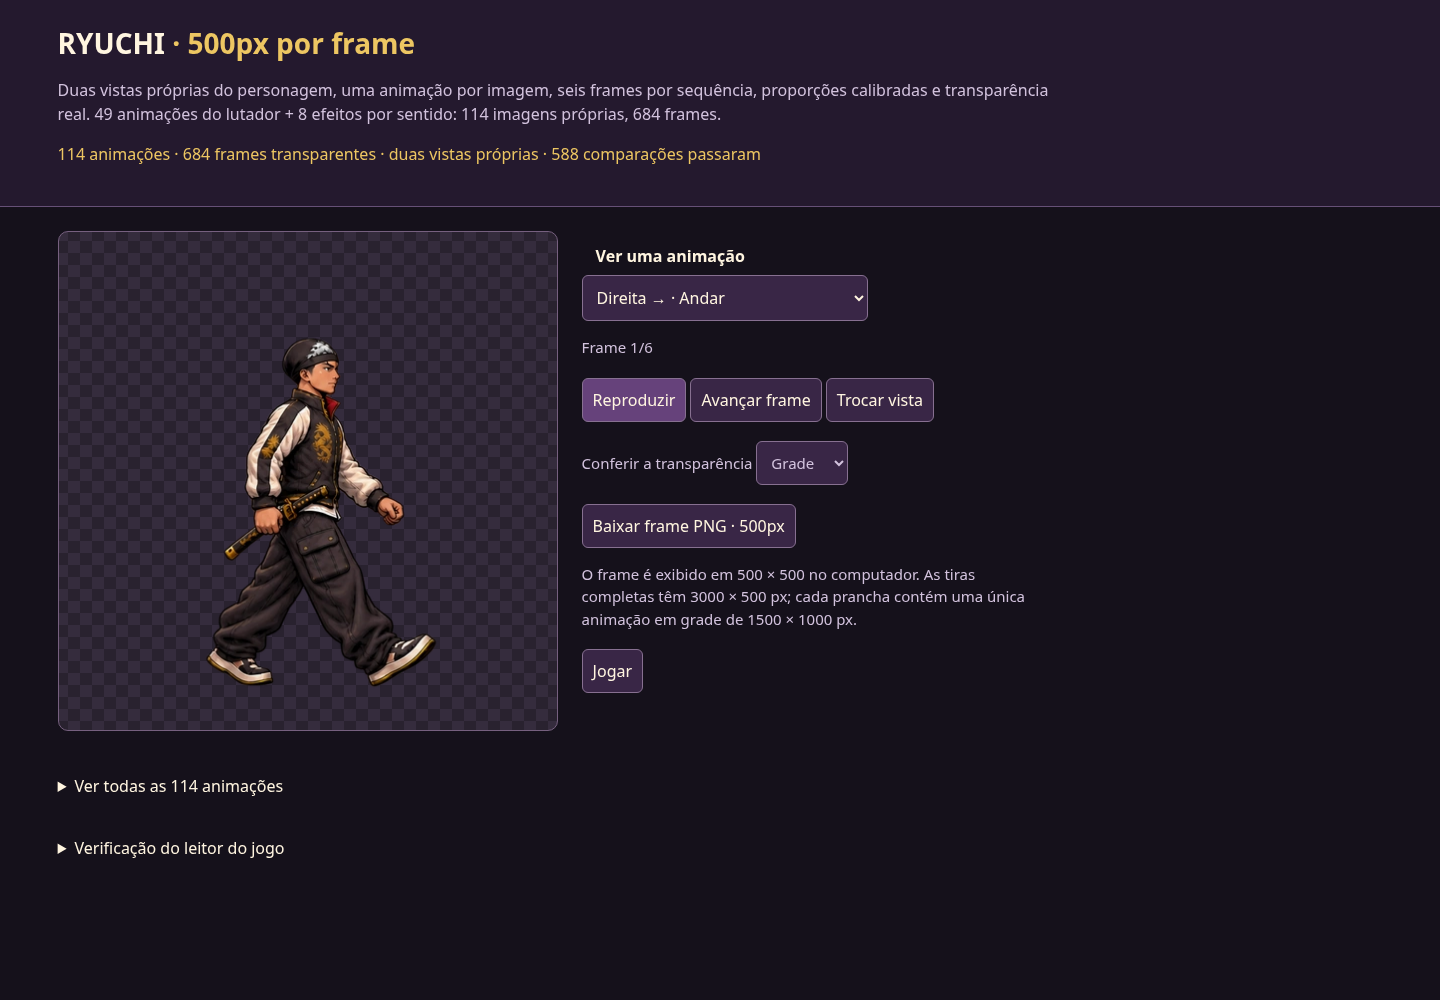 RYUCHI · 500px por frame
Duas vistas próprias do personagem, uma animação por imagem, seis frames por sequência, proporções calibradas e transparência
real. 49 animações do lutador + 8 efeitos por sentido: 114 imagens próprias, 684 frames.
114 animações · 684 frames transparentes · duas vistas próprias · 588 comparações passaram
Ver uma animação
Direita → · Andar
Frame 1/6
Reproduzir
Avançar frame
Trocar vista
Conferir a transparência
Grade
Baixar frame PNG · 500px
O frame é exibido em 500 × 500 no computador. As tiras
completas têm 3000 × 500 px; cada prancha contém uma única
animação em grade de 1500 × 1000 px.
Jogar
Ver todas as 114 animações
Verificação do leitor do jogo